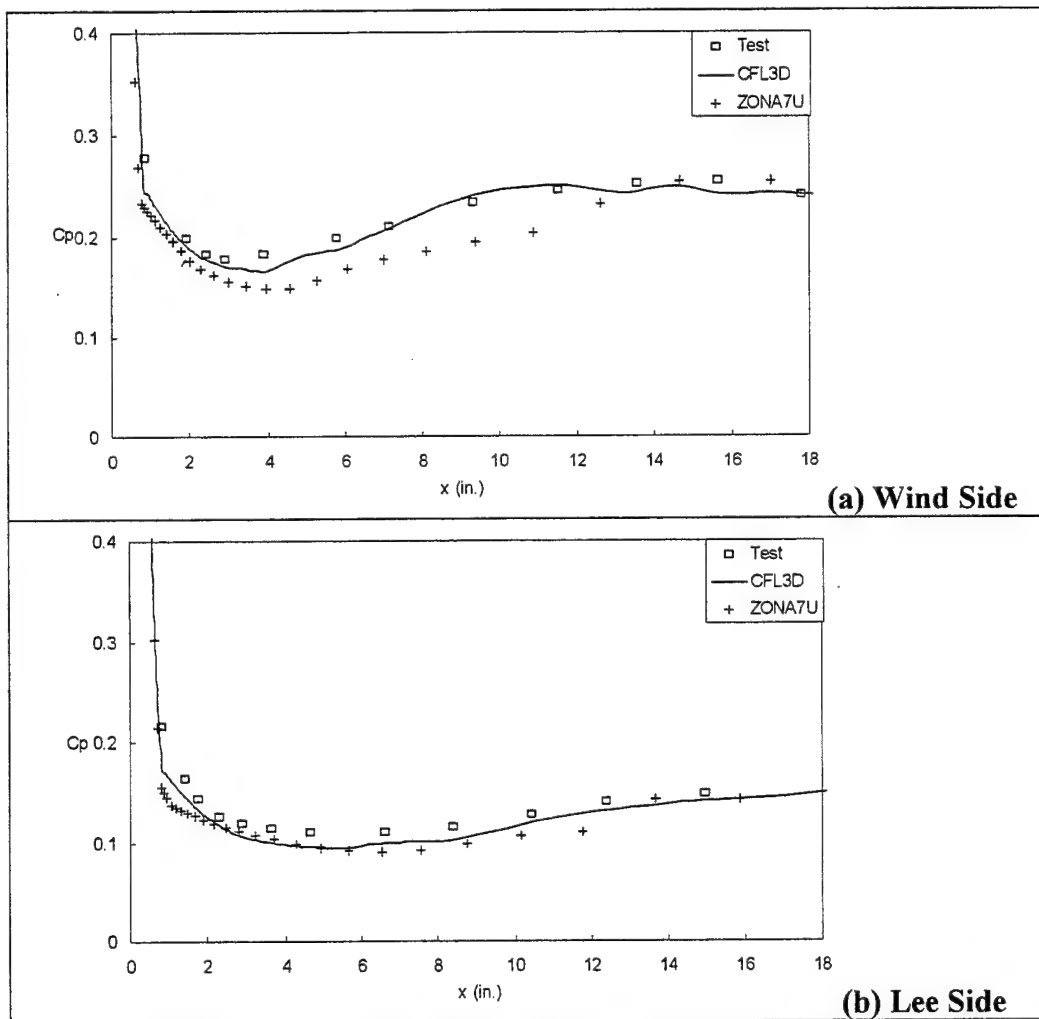 0.4
0.3
Cp0.2
0.1
0
0 2 4 6 8 10 12 14 16 18
x (in.)
Test
CFL3D
ZONA7U
(a) Wind Side
0.4
0.3
Cp 0.2
0.1
0
0 2 4 6 8 10 12 14 16 18
x (in.)
Test
CFL3D
ZONA7U
(b) Lee Side